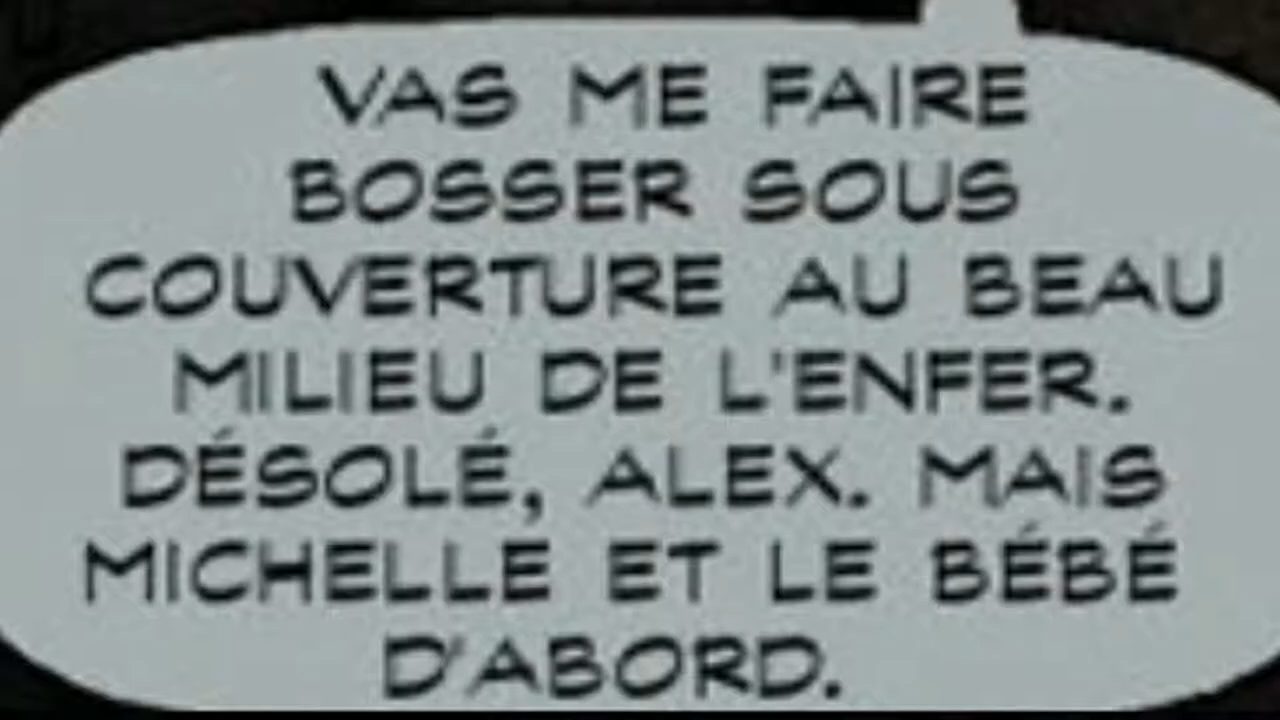 VAS ME FAIRE
BOSSER SOUS
COUVERTURE AU BEAU
MILIEU DE L'ENFER.
DÉSOLÉ, ALEX. MAIS
MICHELLE ET LE BÉBÉ
D'ABORD.